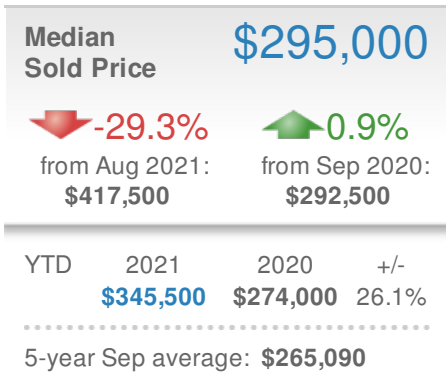 Median $295,000
Sold Price
-29.3% 0.9%
from Aug 2021: from Sep 2020:
$417,500 $292,500
YTD 2021 2020 +/-
$345,500 $274,000 26.1%
5-year Sep average: $265,090